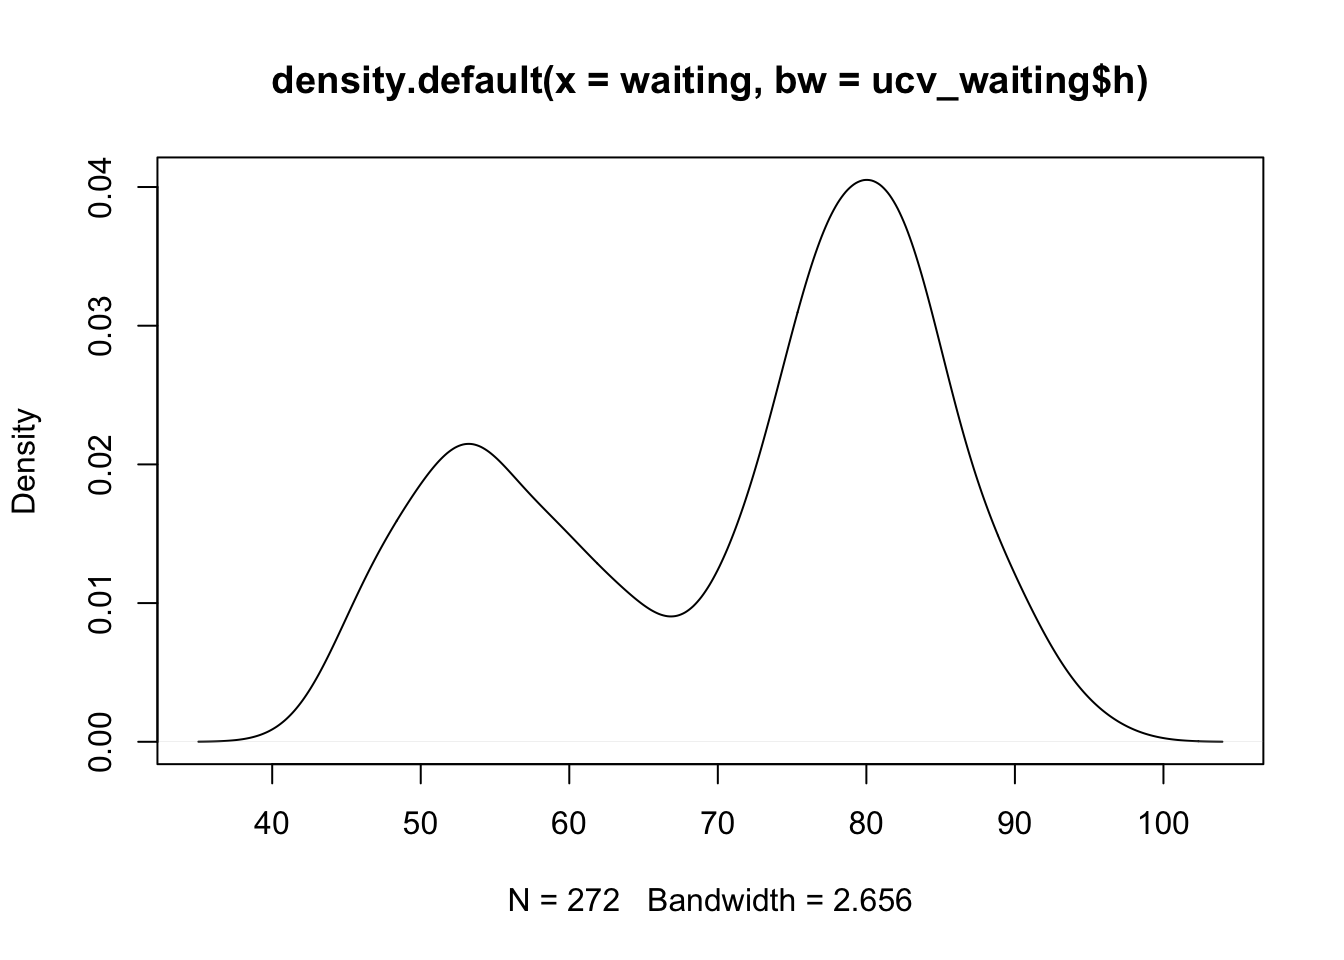 density.default(x = waiting, bw = ucv_waiting$h)
Density
0.04
0.03
0.02
0.01
0.00
40 50 60 70 80 90 100
N = 272 Bandwidth = 2.656